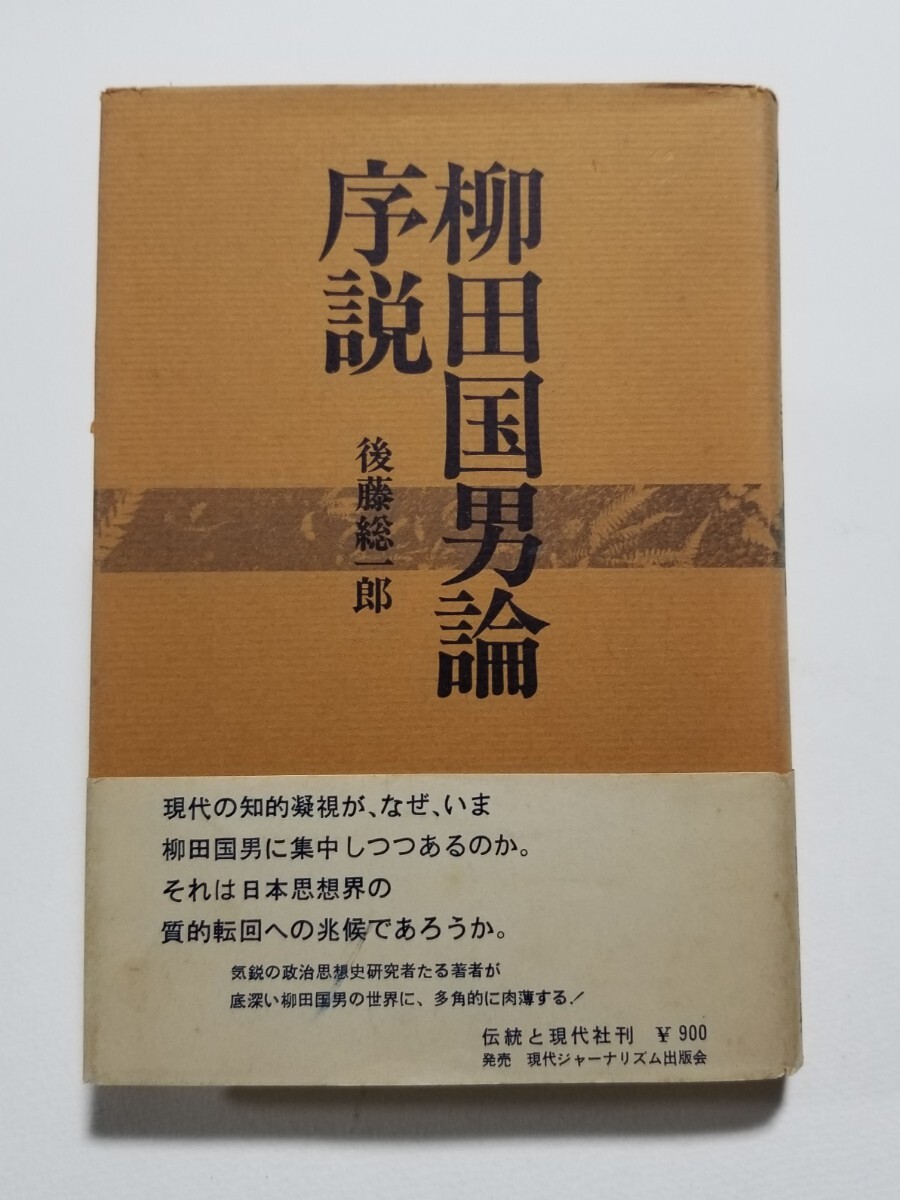 柳田国男論
序説
後藤総一郎
現代の知的凝視が、なぜ、いま
柳田国男に集中しつつあるのか。
それは日本思想界の
質的転回への兆候であろうか。
気鋭の政治思想史研究者たる著者が
底深い柳田国男の世界に、多角的に肉薄する!
伝統と現代社刊 ¥900
発売 現代ジャーナリズム出版会